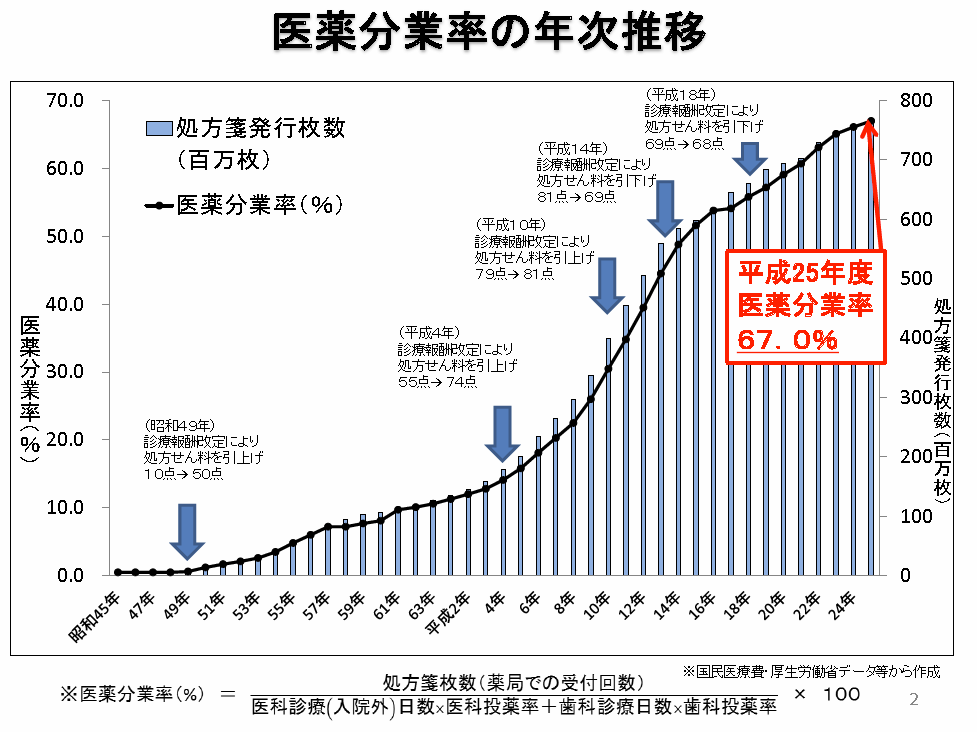 医薬分業率の年次推移
70.0
60.0
50.0
40.0
30.0
20.0
10.0
0.0
医薬分業率(%)
処方箋発行枚数
(百万枚)
医薬分業率(%)
(昭和49年)
診療報酬改定により
処方せん料を引上げ
10点→50点
(平成4年)
診療報酬改定により
処方せん料を引上げ
55点→74点
(平成10年)
診療報酬改定により
処方せん料を引上げ
79点→81点
(平成14年)
診療報酬改定により
処方せん料を引下げ
81点→69点
(平成18年)
診療報酬改定により
処方せん料を引下げ
69点→68点
平成25年度
医薬分業率
67.0%
800
700
600
500
400
300
200
100
0
処方箋発行枚数(百万枚)
昭和45年
47年
49年
51年
53年
55年
57年
59年
61年
63年
平成2年
4年
6年
8年
10年
12年
14年
16年
18年
20年
22年
24年
※国民医療費・厚生労働省データ等から作成
※医薬分業率(%) = 処方箋枚数(薬局での受付回数)
医科診療(入院外)日数×医科投薬率+歯科診療日数×歯科投薬率
× 100
2